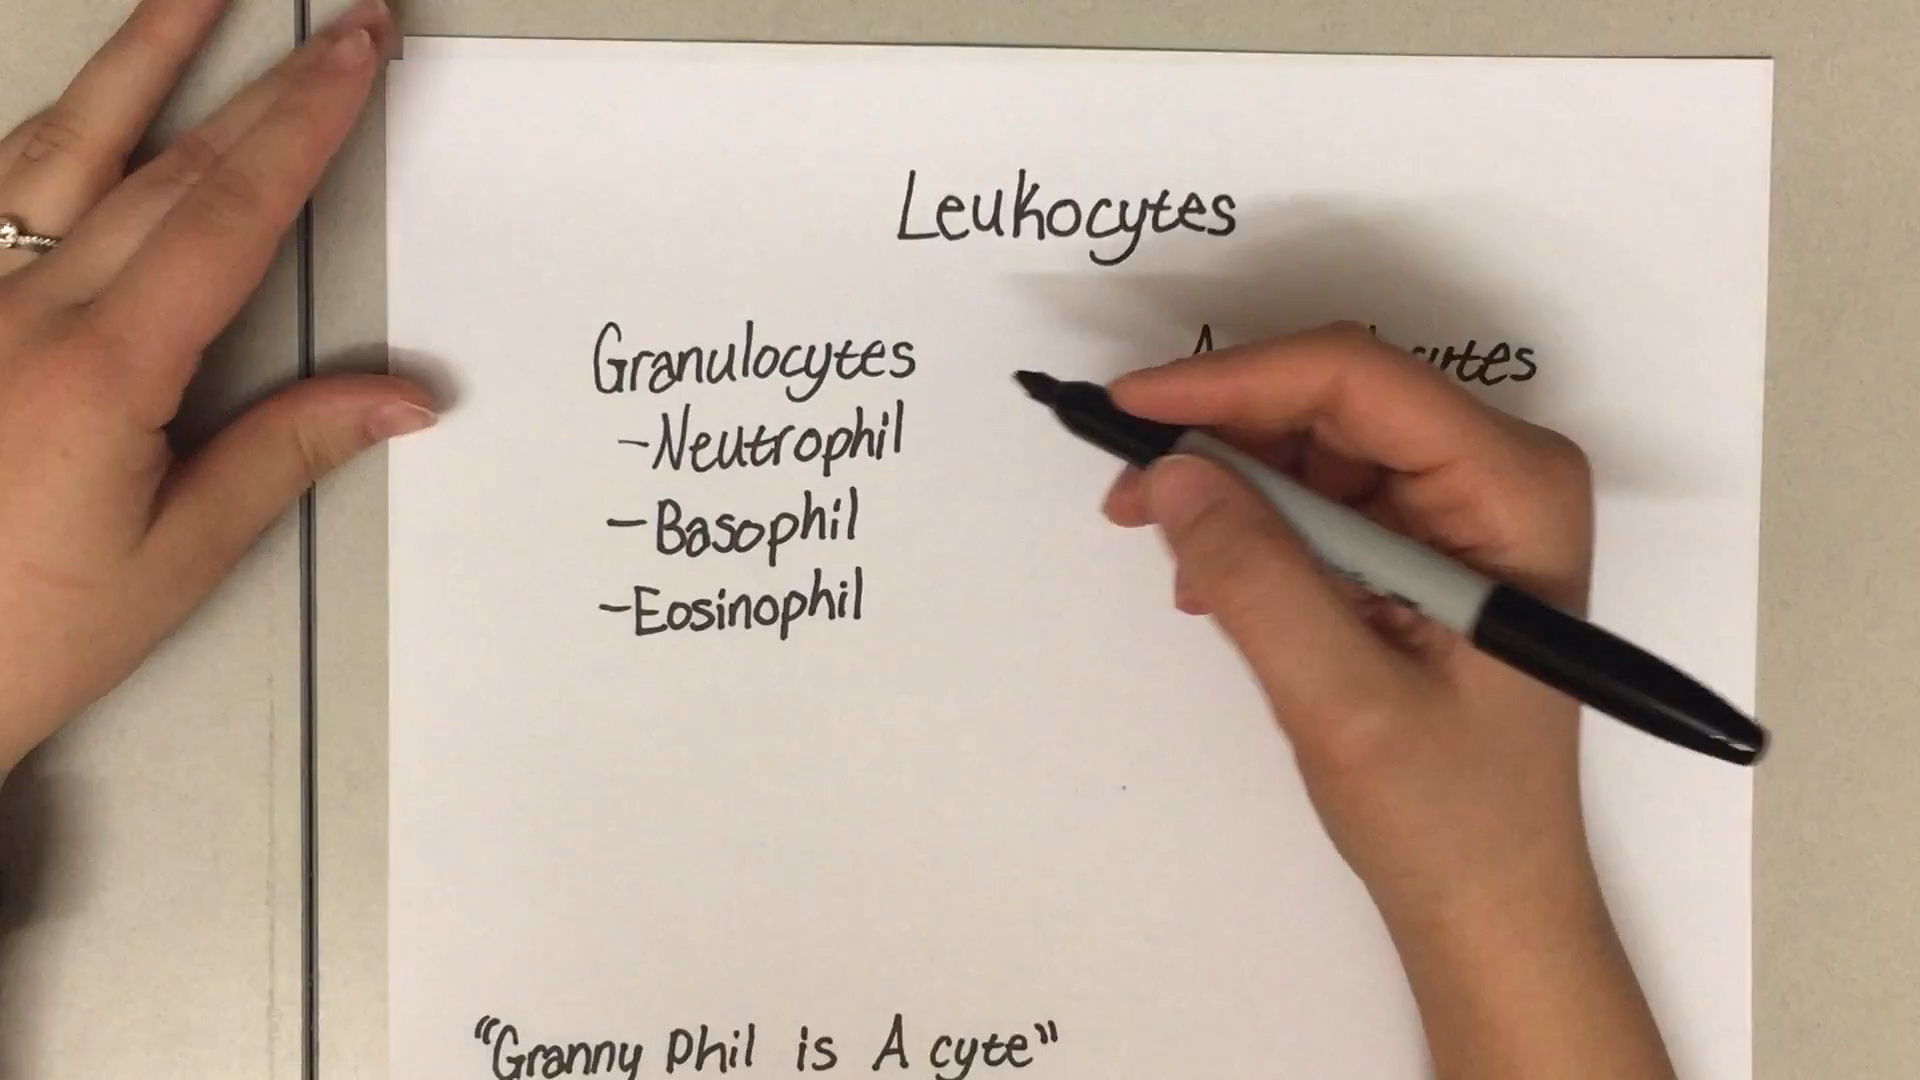 Leukocytes
Granulocytes
-Neutrophil
-Basophil
-Eosinophil
"Granny Phil is A cyte"